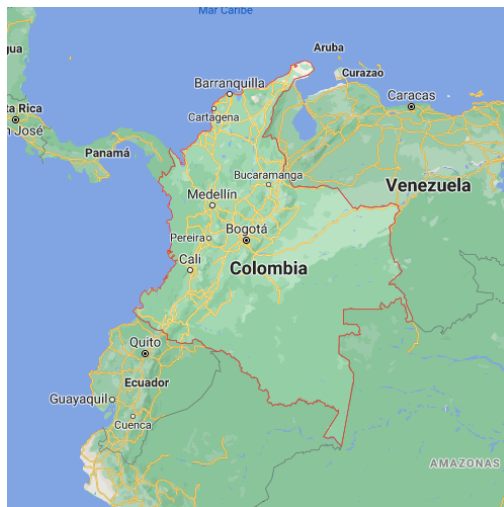 Mar Caribe
Aruba
Curazao
Barranquilla
Caracas
Cartagena
sta Rica
n José
Panamá
Bucaramanga
Venezuela
Medellín
Pereira
Bogotá
Cali
Colombia
Quito
Ecuador
Guayaquil
Cuenca
AMAZONAS